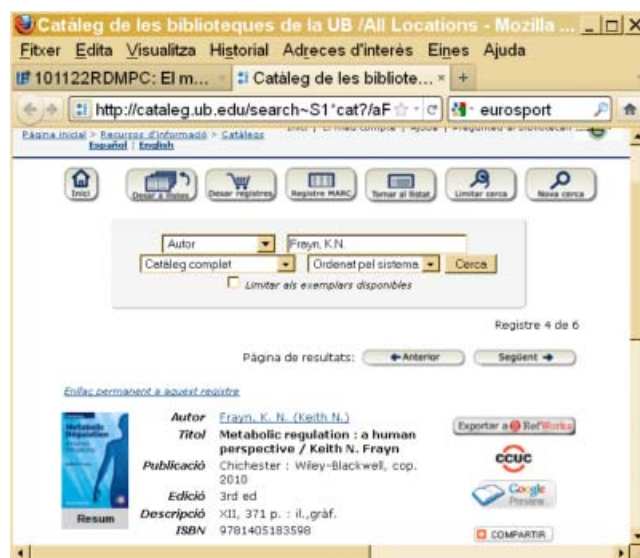 Catàleg de les biblioteques de la UB /All Locations - Mozilla ...
Fitxer Edita Visualitza Historial Adreces d'interès Eines Ajuda
101122RDMPC: El m... Catàleg de les bibliote... × +
http://cataleg.ub.edu/search~S1*cat?/aF eurosport
Pàgina inicial > Recursos d'informació > Catàlegs
Español | English
Inici Desar a llistes Desar registres Registre MARC Tornar al llistat Limitar cerca Nova cerca
Autor Frayn, K.N.
Catàleg complet Ordenat pel sistema Cerca
Limitar als exemplars disponibles
Registre 4 de 6
Pàgina de resultats: Anterior Següent
Enllaç permanent a aquest registre
Autor Frayn, K. N. (Keith N.)
Exportar a RefWorks
Metabolic Regulation
Títol Metabolic regulation : a human
perspective / Keith N. Frayn
CCUC
Publicació Chichester : Wiley-Blackwell, cop.
2010
Google Preview
Edició 3rd ed
Resum
Descripció XII, 371 p. : il.,gràf.
ISBN 9781405183598
COMPARTIR